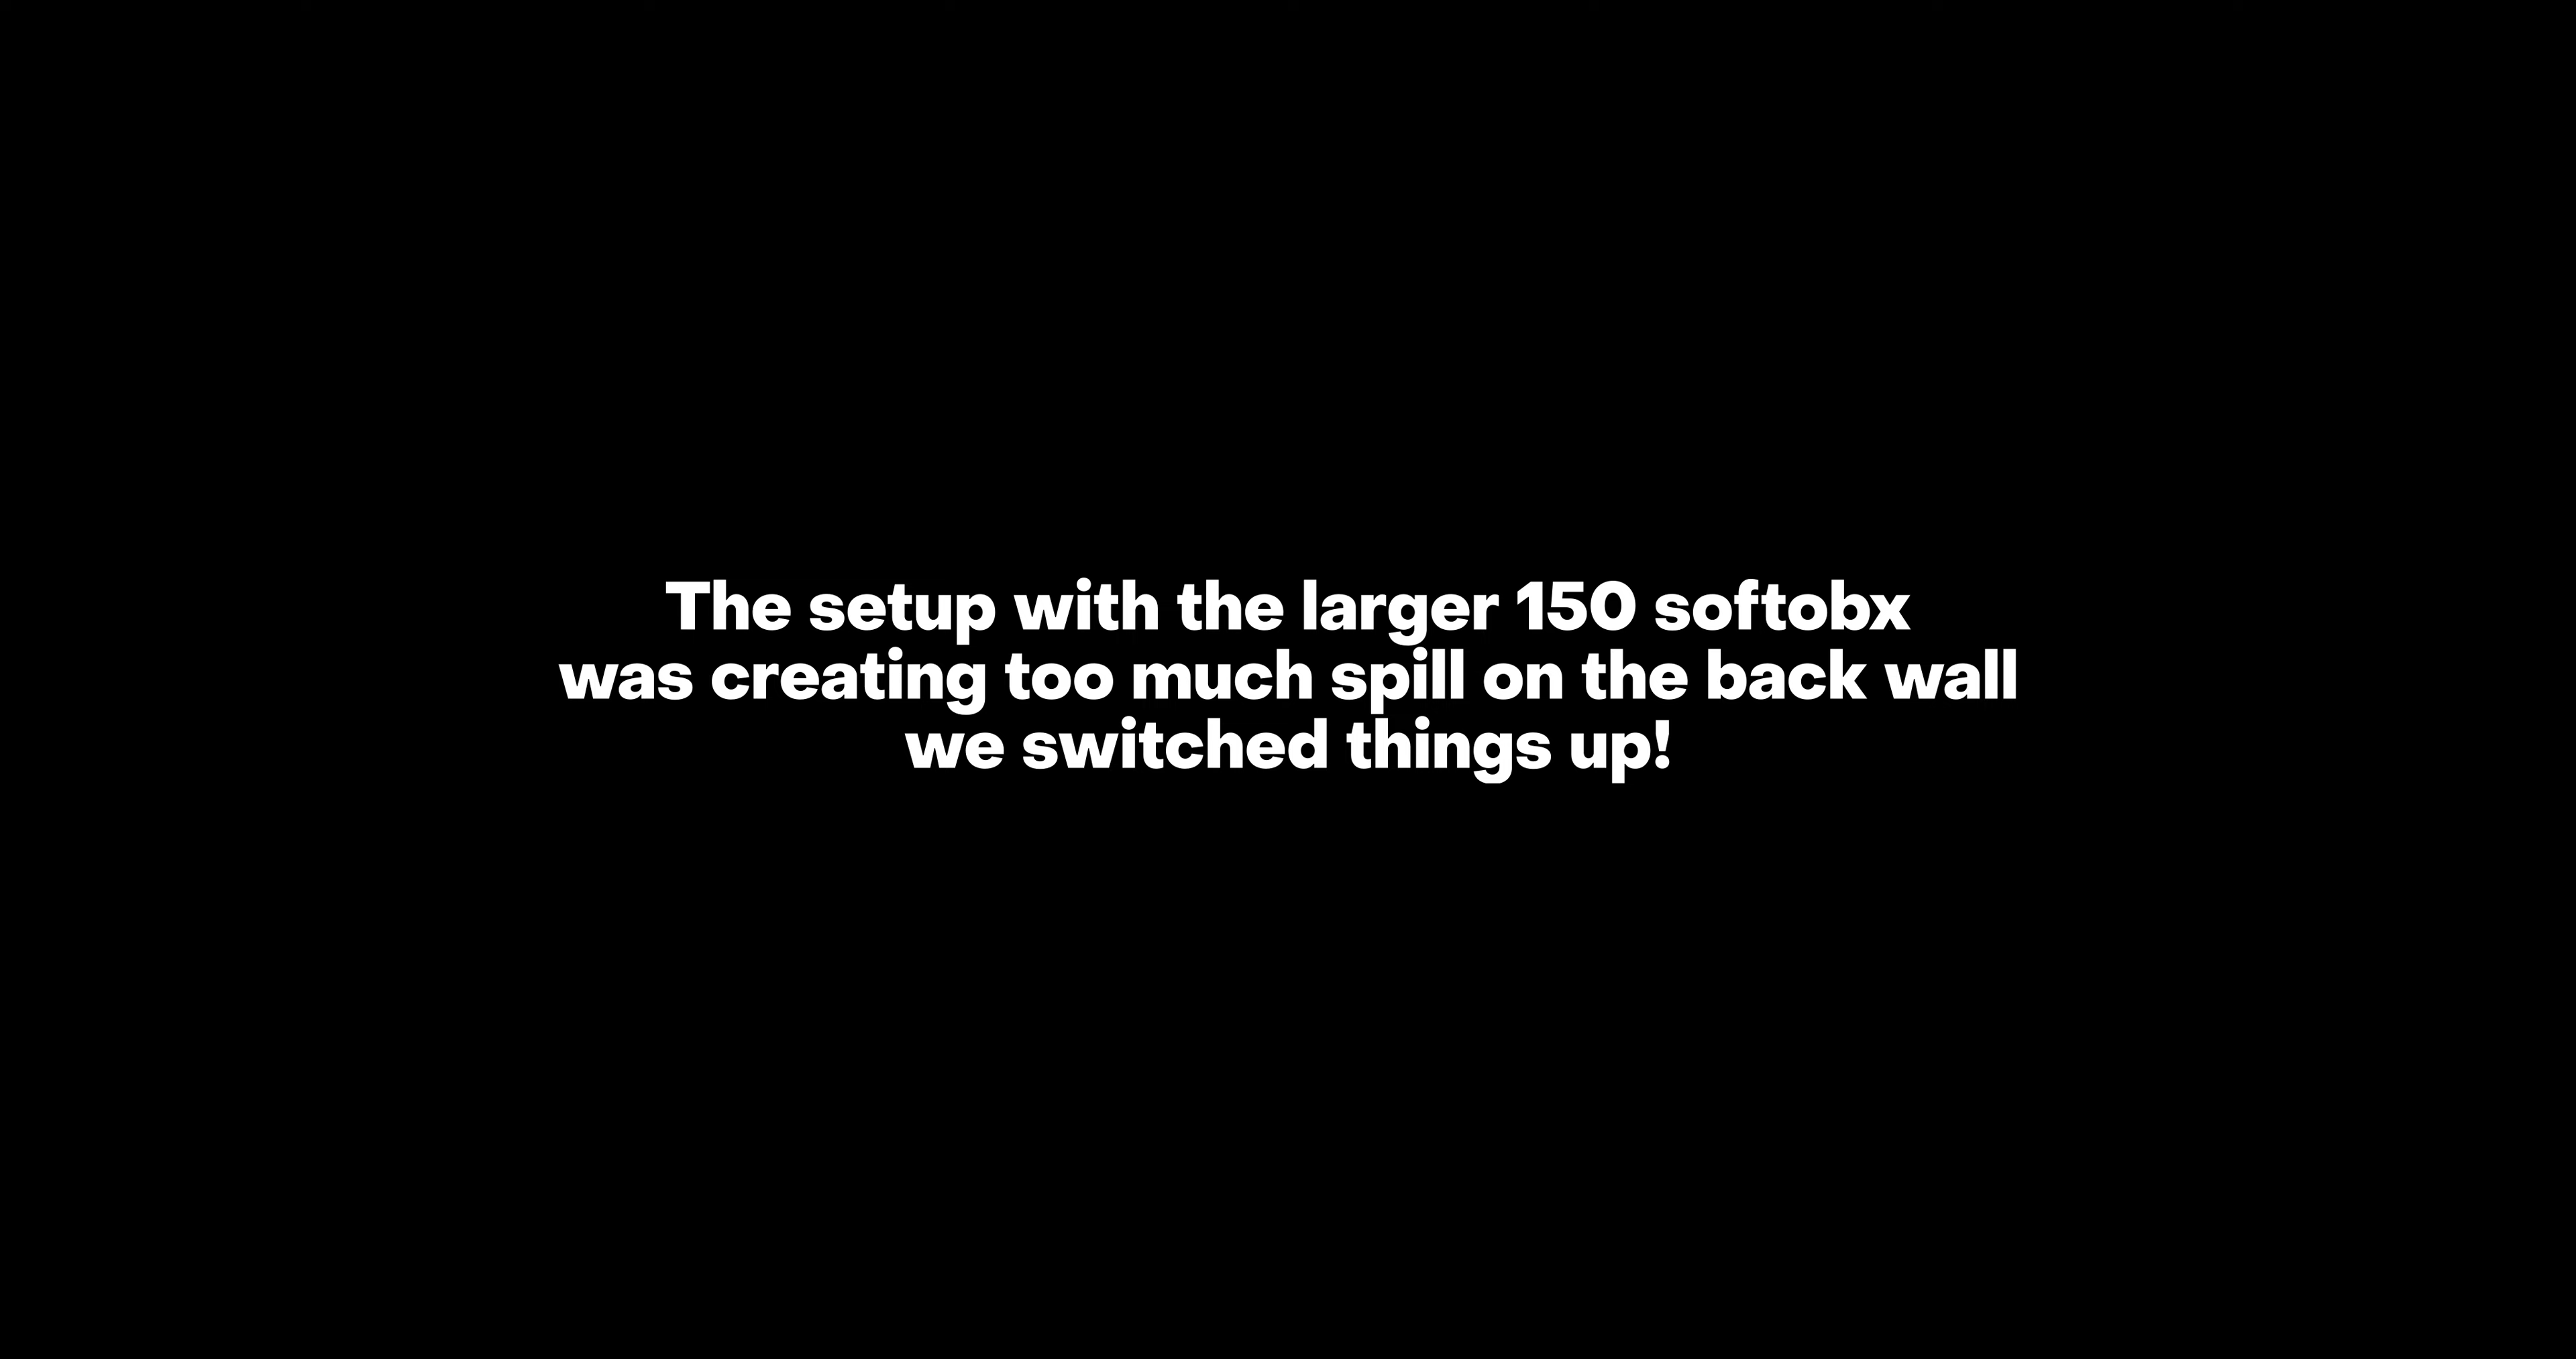 The setup with the larger 150 softobx
was creating too much spill on the back wall
we switched things up!